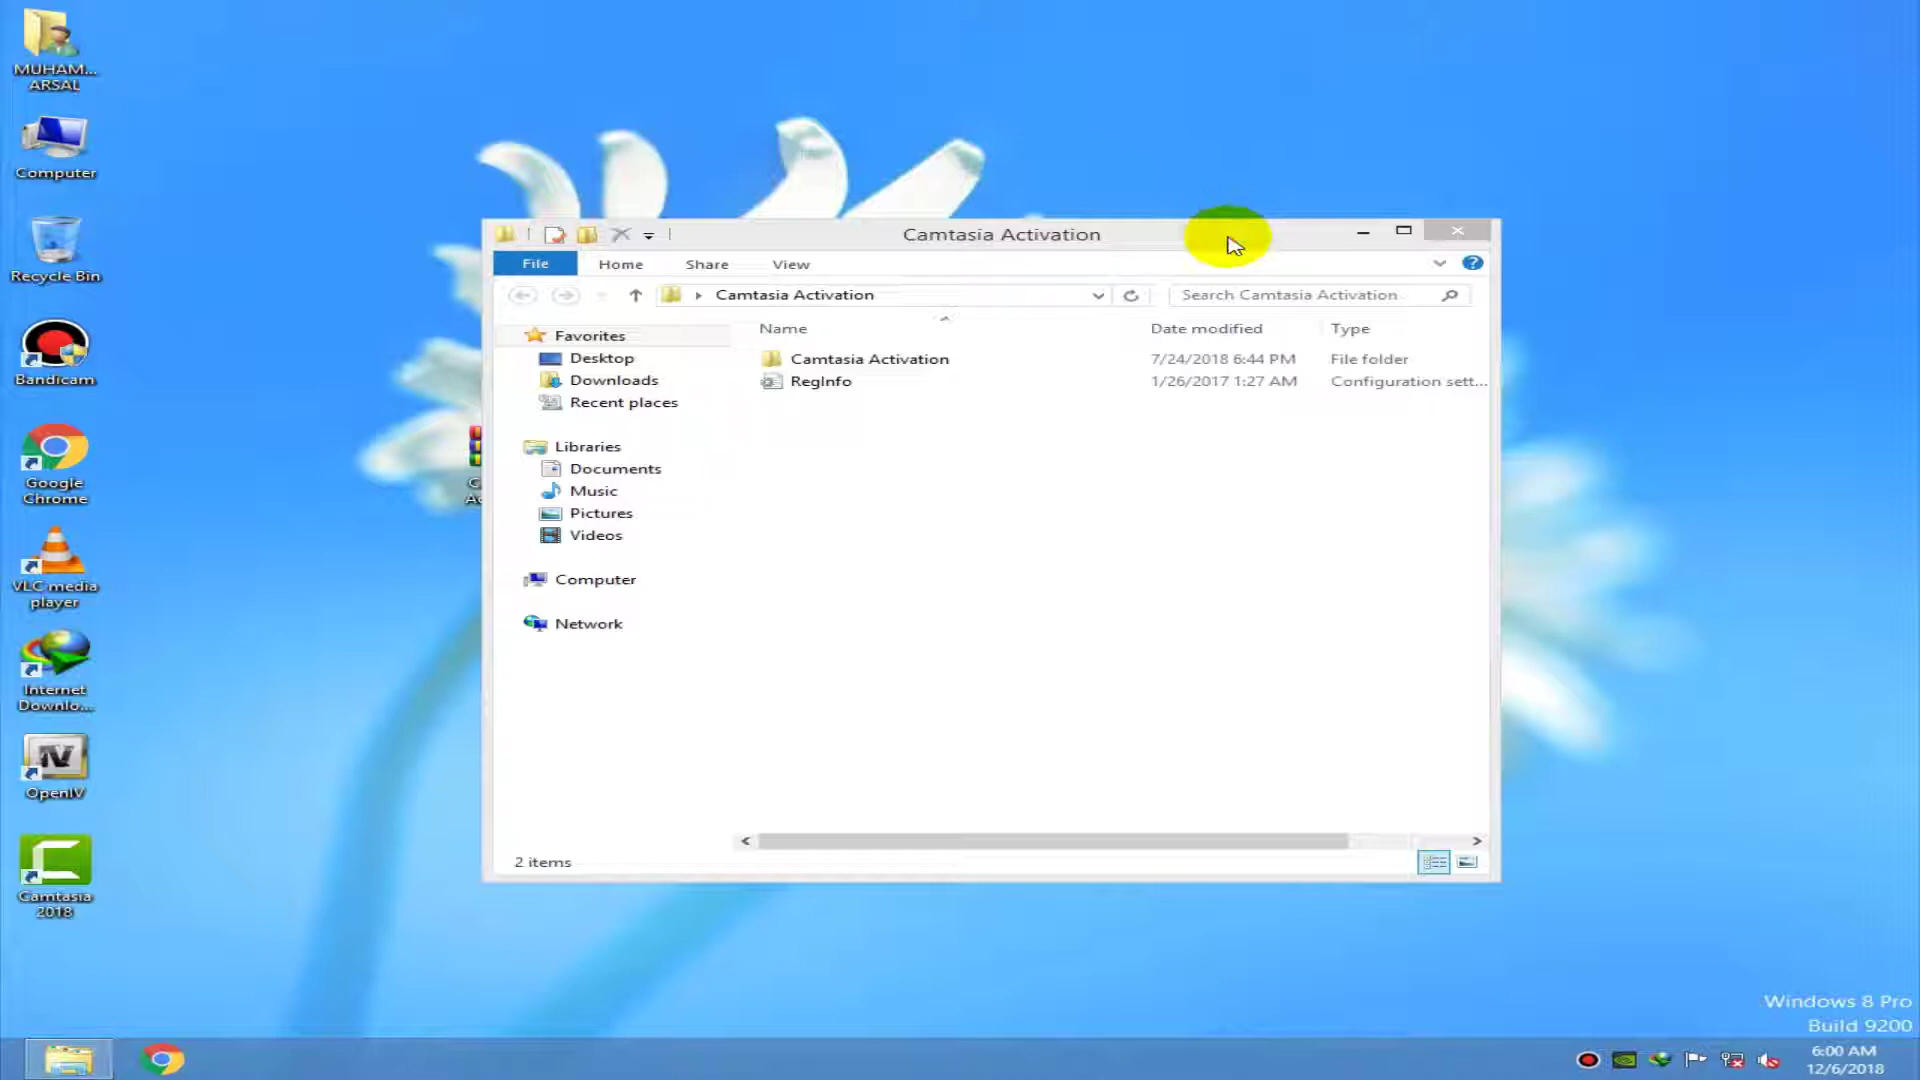 MUHAM...
ARSAL
Computer
Recycle Bin
Bandicam
Google
Chrome
VLC media
player
Internet
Downlo...
OpenIV
Camtasia
2018
C
Ac
Camtasia Activation
File
Home
Share
View
Camtasia Activation
Search Camtasia Activation
Name
Date modified
Type
Favorites
Desktop
Downloads
Recent places
Libraries
Documents
Music
Pictures
Videos
Computer
Network
Camtasia Activation
7/24/2018 6:44 PM
File folder
RegInfo
1/26/2017 1:27 AM
Configuration sett...
2 items
Windows 8 Pro
Build 9200
6:00 AM
12/6/2018